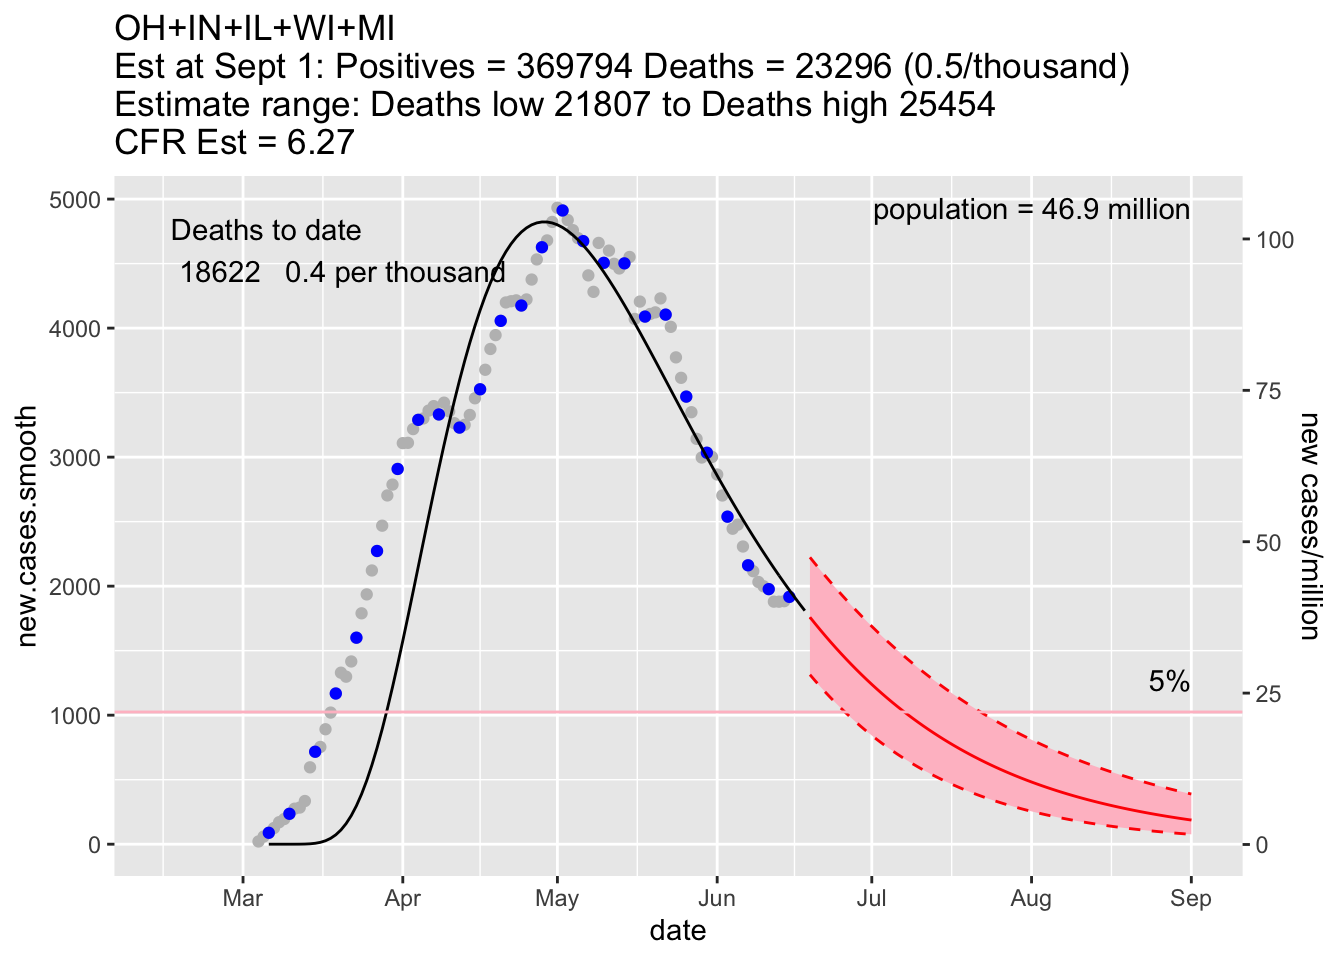 OH+IN+IL+WI+MI
Est at Sept 1: Positives = 369794 Deaths = 23296 (0.5/thousand)
Estimate range: Deaths low 21807 to Deaths high 25454
CFR Est = 6.27
Deaths to date
18622 0.4 per thousand
population = 46.9 million
5%
new.cases.smooth
5000
4000
3000
2000
1000
0
100
75
50
25
0
new cases/million
Mar Apr May Jun Jul Aug Sep
date